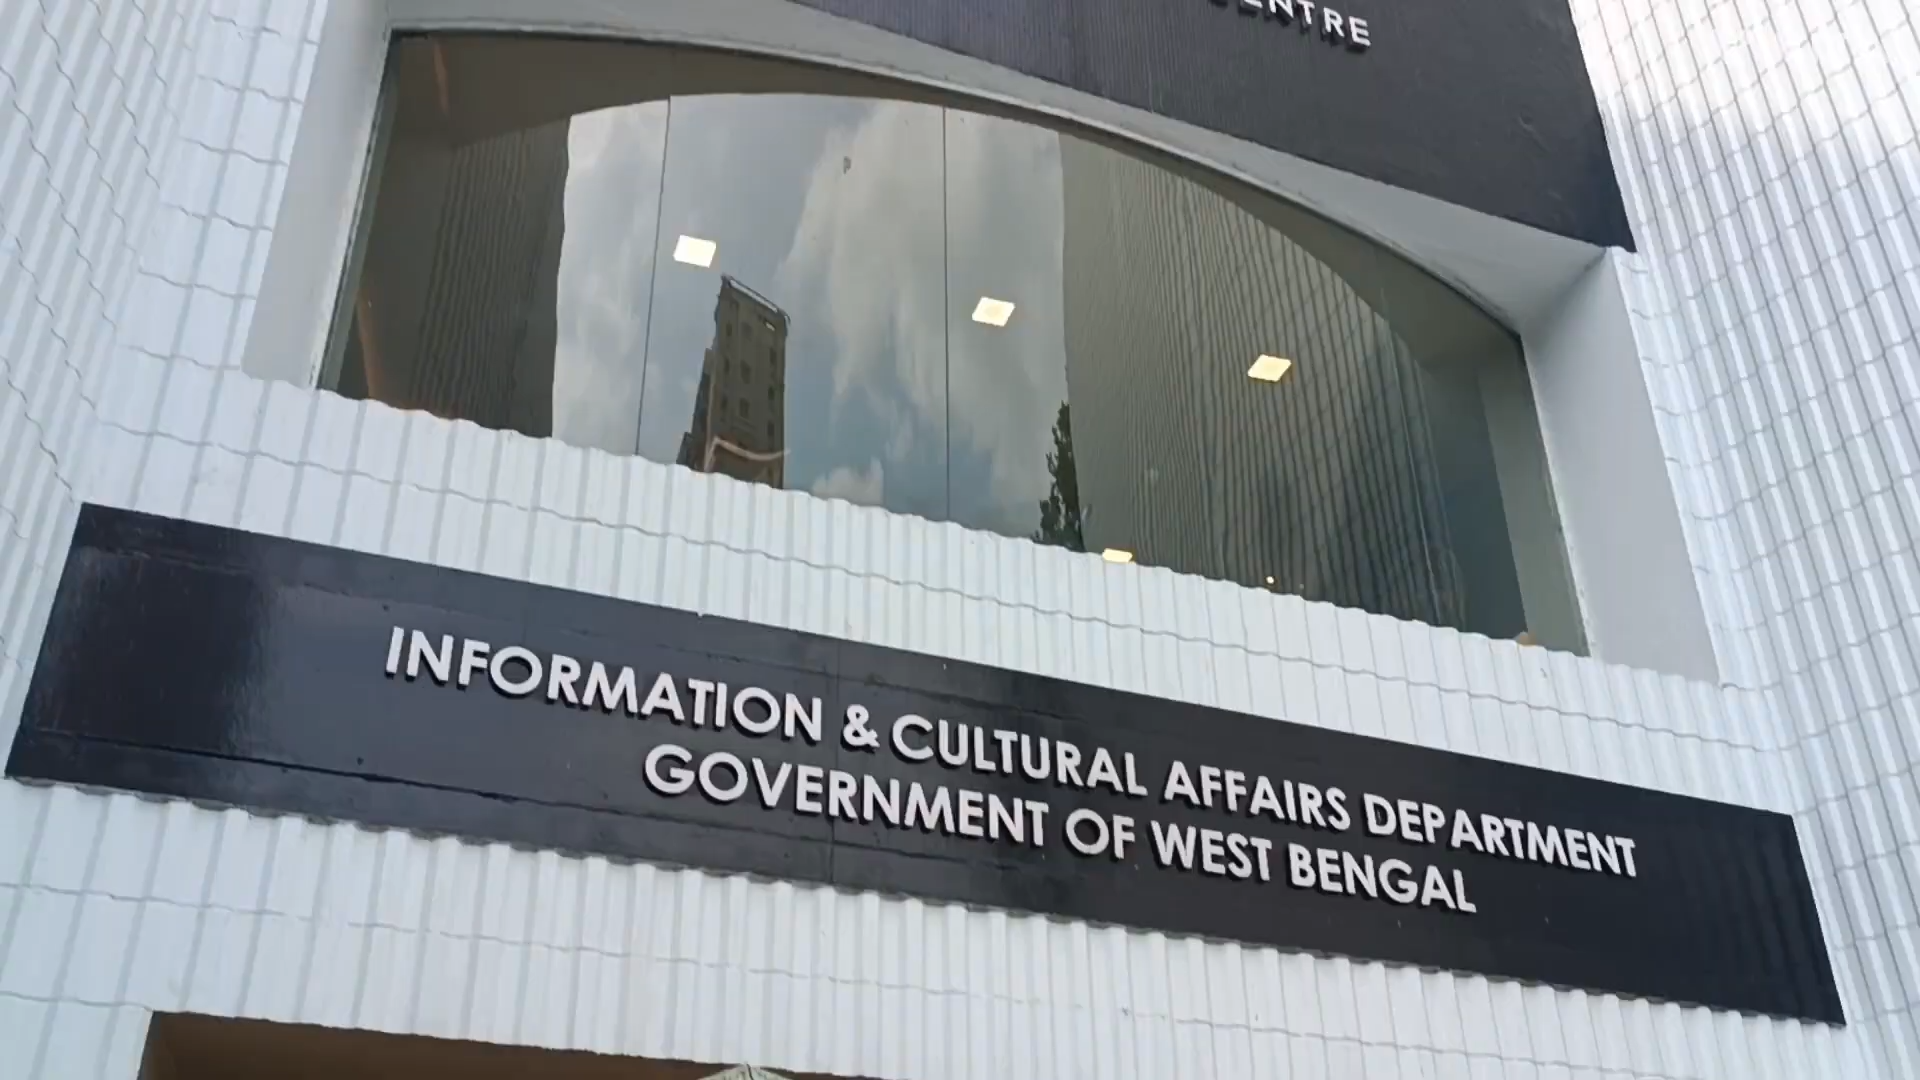 INFORMATION & CULTURAL AFFAIRS DEPARTMENT
GOVERNMENT OF WEST BENGAL